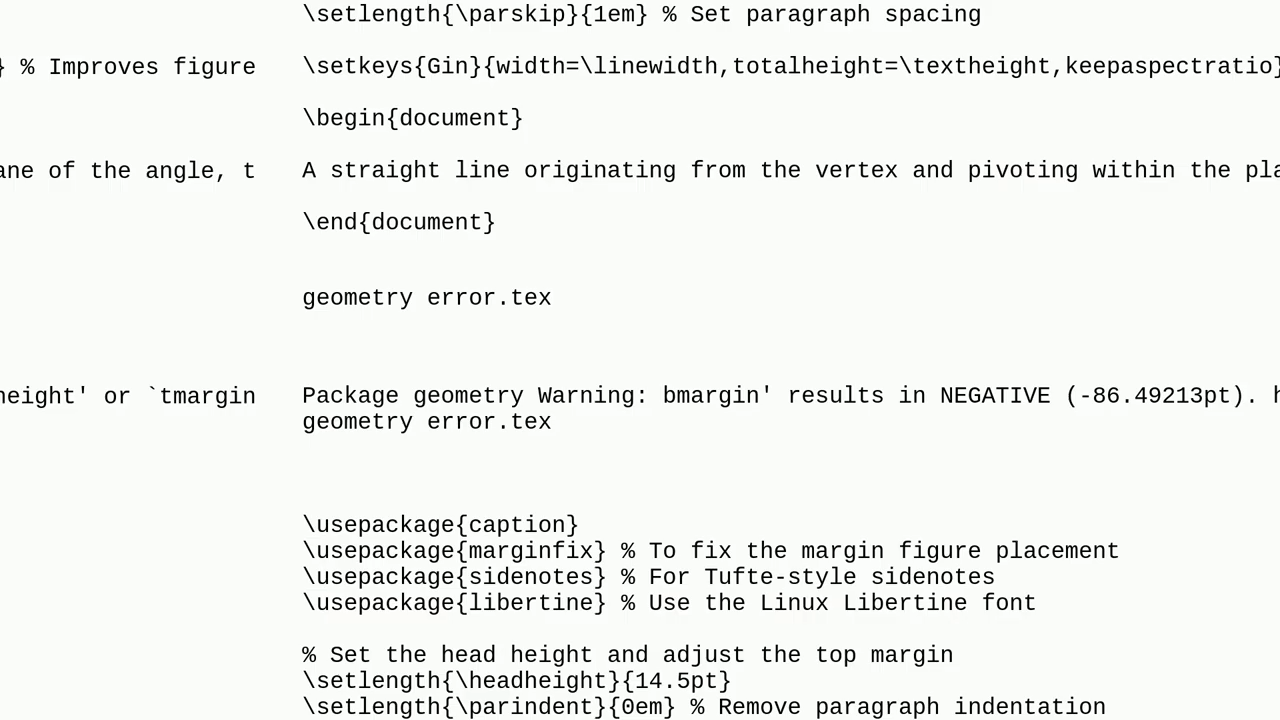 \setlength{\parskip}{1em} % Set paragraph spacing
} % Improves figure
\setkeys{Gin}{width=\linewidth,totalheight=\textheight,keepaspectratio}
\begin{document}
ane of the angle, t
A straight line originating from the vertex and pivoting within the pla
\end{document}
geometry error.tex
height' or `tmargin
Package geometry Warning: bmargin' results in NEGATIVE (-86.49213pt). h
geometry error.tex
\usepackage{caption}
\usepackage{marginfix} % To fix the margin figure placement
\usepackage{sidenotes} % For Tufte-style sidenotes
\usepackage{libertine} % Use the Linux Libertine font
% Set the head height and adjust the top margin
\setlength{\headheight}{14.5pt}
\setlength{\parindent}{0em} % Remove paragraph indentation